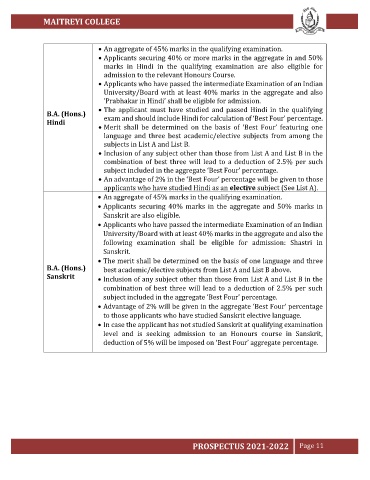 MAITREYI COLLEGE
• An aggregate of 45% marks in the qualifying examination.
• Applicants securing 40% or more marks in the aggregate in and 50%
marks in Hindi in the qualifying examination are also eligible for
admission to the relevant Honours Course.
• Applicants who have passed the intermediate Examination of an Indian
University/Board with at least 40% marks in the aggregate and also
'Prabhakar in Hindi' shall be eligible for admission.
B.A. (Hons.)
Hindi
• The applicant must have studied and passed Hindi in the qualifying
exam and should include Hindi for calculation of 'Best Four' percentage.
• Merit shall be determined on the basis of 'Best Four' featuring one
language and three best academic/elective subjects from among the
subjects in List A and List B.
• Inclusion of any subject other than those from List A and List B in the
combination of best three will lead to a deduction of 2.5% per such
subject included in the aggregate 'Best Four' percentage.
• An advantage of 2% in the 'Best Four' percentage will be given to those
applicants who have studied Hindi as an elective subject (See List A).
• An aggregate of 45% marks in the qualifying examination.
• Applicants securing 40% marks in the aggregate and 50% marks in
Sanskrit are also eligible.
• Applicants who have passed the intermediate Examination of an Indian
University/Board with at least 40% marks in the aggregate and also the
following examination shall be eligible for admission: Shastri in
Sanskrit.
B.A. (Hons.)
Sanskrit
• The merit shall be determined on the basis of one language and three
best academic/elective subjects from List A and List B above.
• Inclusion of any subject other than those from List A and List B in the
combination of best three will lead to a deduction of 2.5% per such
subject included in the aggregate 'Best Four' percentage.
• Advantage of 2% will be given in the aggregate 'Best Four' percentage
to those applicants who have studied Sanskrit elective language.
• In case the applicant has not studied Sanskrit at qualifying examination
level and is seeking admission to an Honours course in Sanskrit,
deduction of 5% will be imposed on 'Best Four' aggregate percentage.
PROSPECTUS 2021-2022 Page 11